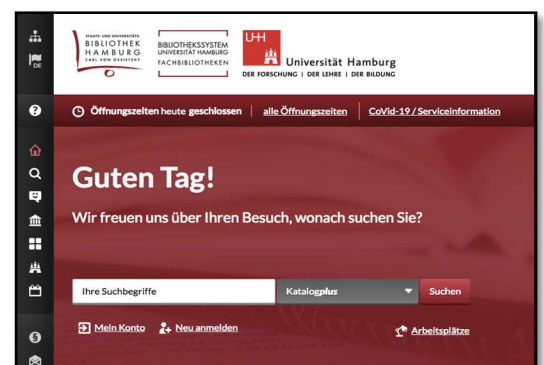 STAATS- UND UNIVERSITÄTS-
BIBLIOTHEK
HAMBURG
CARL VON OSSIETZKY
BIBLIOTHEKSSYSTEM
UNIVERSITÄT HAMBURG
FACHBIBLIOTHEKEN
UH
Universität Hamburg
DER FORSCHUNG | DER LEHRE | DER BILDUNG
DE
Öffnungszeiten heute geschlossen | alle Öffnungszeiten | CoVid-19 / Serviceinformation
Guten Tag!
Wir freuen uns über Ihren Besuch, wonach suchen Sie?
Ihre Suchbegriffe Katalogplus Suchen
Mein Konto Neu anmelden Arbeitsplätze